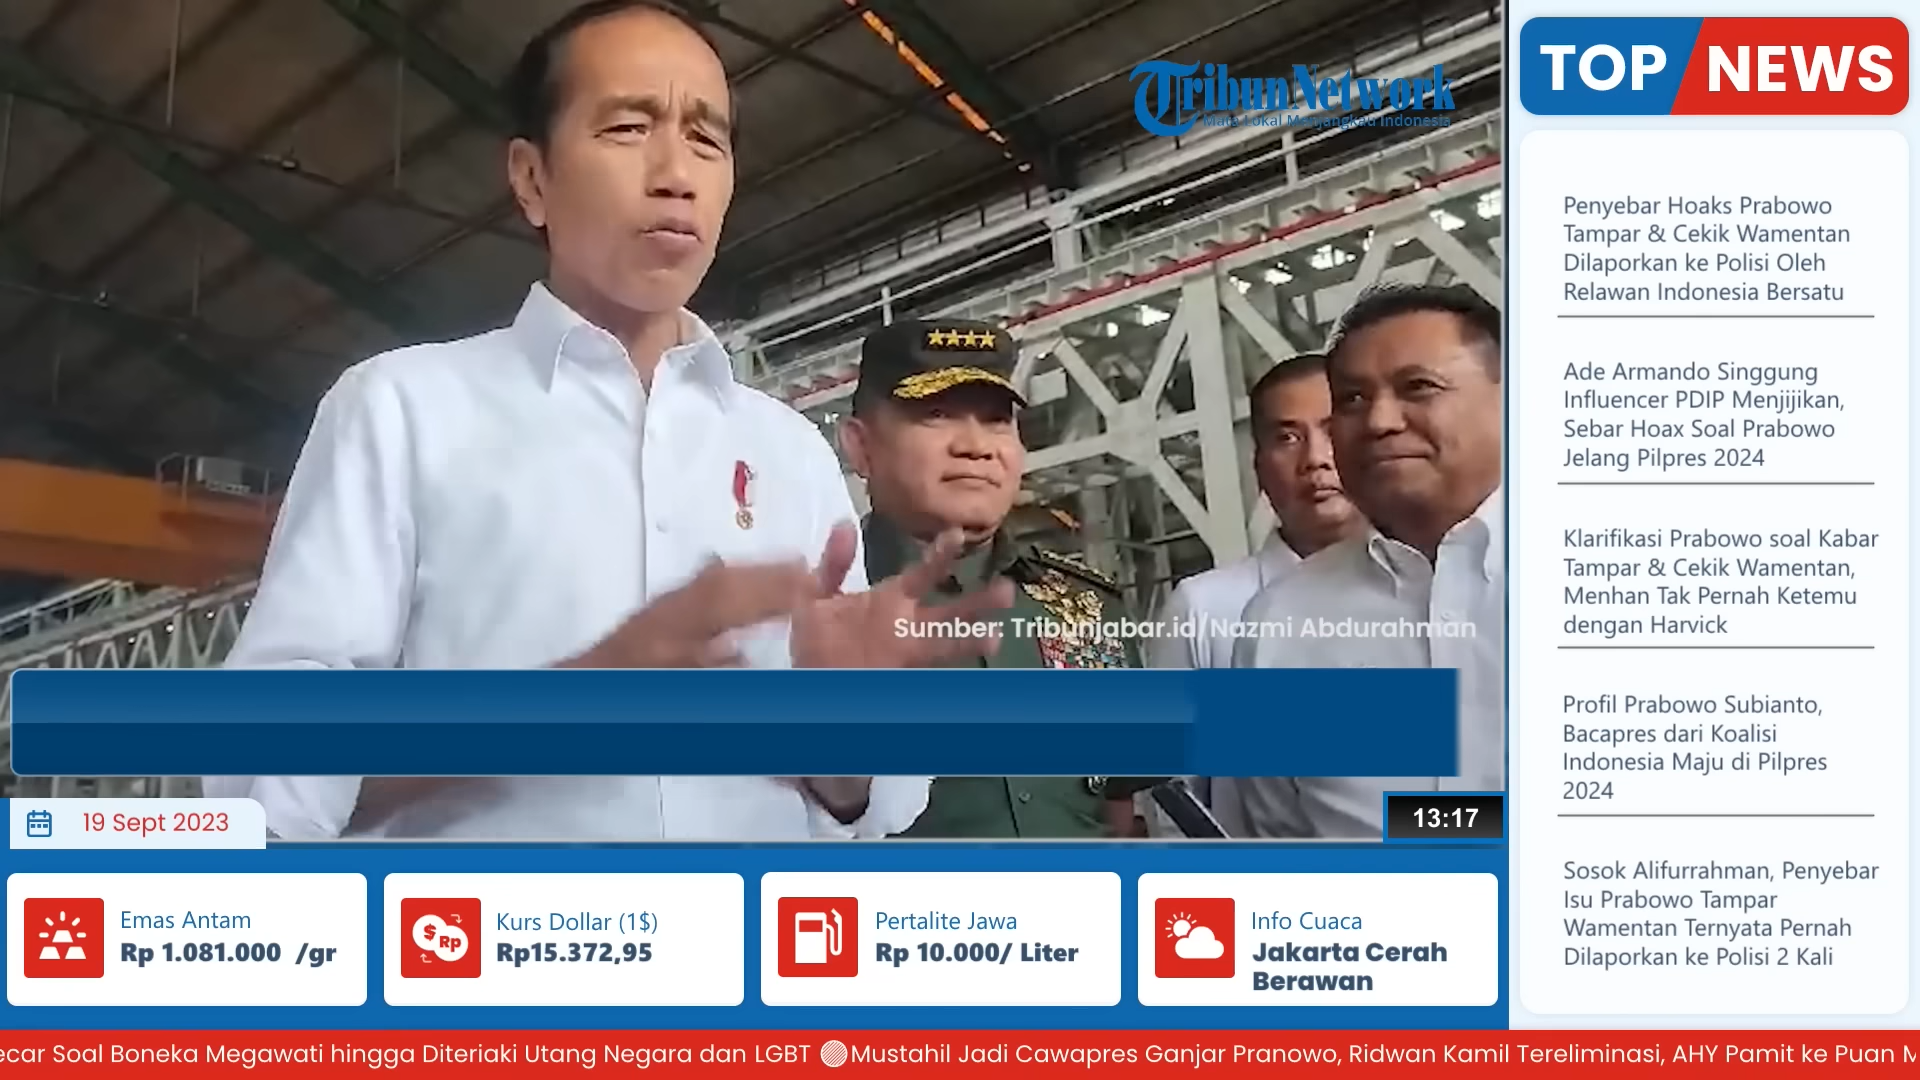 TribunNetwork
Mata Lokal Menjangkau Indonesia
Sumber: Tribunjabar.id/Nazmi Abdurahman
19 Sept 2023
13:17
Emas Antam
Rp 1.081.000 /gr
Kurs Dollar (1$)
Rp15.372,95
Pertalite Jawa
Rp 10.000/ Liter
Info Cuaca
Jakarta Cerah
Berawan
TOP NEWS
Penyebar Hoaks Prabowo
Tampar & Cekik Wamentan
Dilaporkan ke Polisi Oleh
Relawan Indonesia Bersatu
Ade Armando Singgung
Influencer PDIP Menjijikan,
Sebar Hoax Soal Prabowo
Jelang Pilpres 2024
Klarifikasi Prabowo soal Kabar
Tampar & Cekik Wamentan,
Menhan Tak Pernah Ketemu
dengan Harvick
Profil Prabowo Subianto,
Bacapres dari Koalisi
Indonesia Maju di Pilpres
2024
Sosok Alifurrahman, Penyebar
Isu Prabowo Tampar
Wamentan Ternyata Pernah
Dilaporkan ke Polisi 2 Kali
ecar Soal Boneka Megawati hingga Diteriaki Utang Negara dan LGBT Mustahil Jadi Cawapres Ganjar Pranowo, Ridwan Kamil Tereliminasi, AHY Pamit ke Puan M